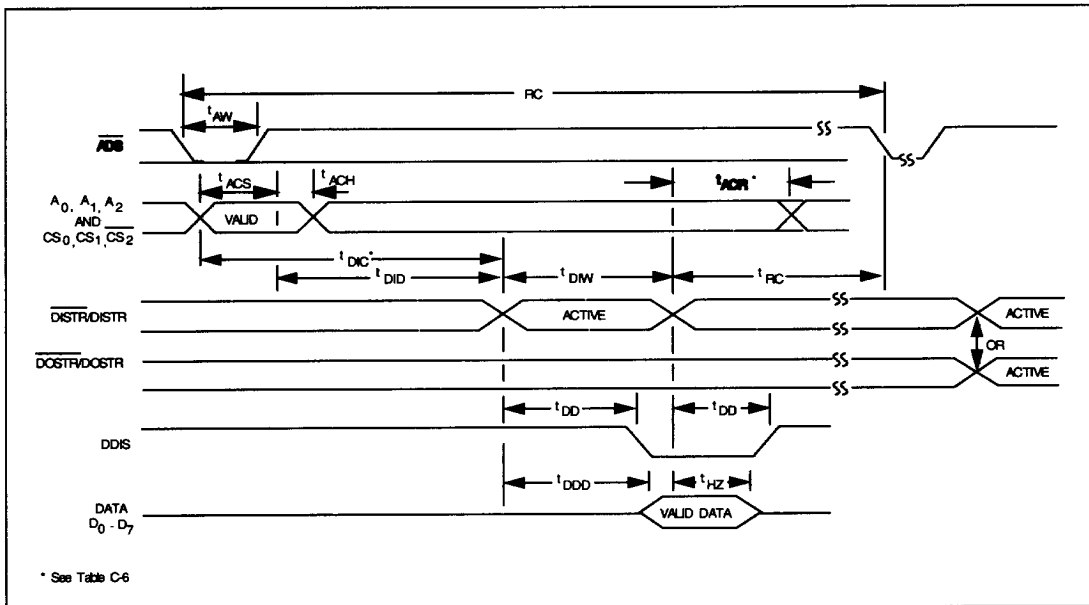 RC
tAW
ADS
tACS
tACH
tACR*
A0, A1, A2
AND
CS0, CS1, CS2
VALID
tDIC*
tDID
tDIW
tRC
DISTR/DISTR
ACTIVE
ACTIVE
OR
DOSTR/DOSTR
ACTIVE
tDD
tDD
DDIS
tDDD
tHZ
DATA
D0 - D7
VALID DATA
* See Table C-6